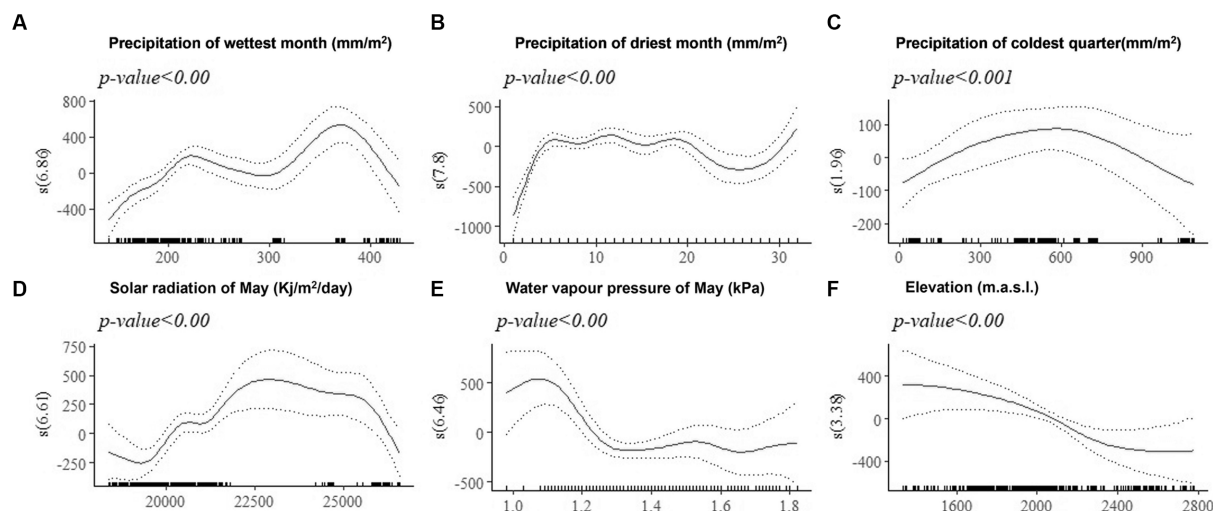 A
Precipitation of wettest month (mm/m²)
p-value<0.00
s(6.86)
800
400
0
-400
200
300
400
B
Precipitation of driest month (mm/m²)
p-value<0.00
s(7.8)
500
0
-500
-1000
0
10
20
30
C
Precipitation of coldest quarter(mm/m²)
p-value<0.001
s(1.96)
100
0
-100
-200
0
300
600
900
D
Solar radiation of May (Kj/m²/day)
p-value<0.00
s(6.61)
750
500
250
0
-250
20000
22500
25000
E
Water vapour pressure of May (kPa)
p-value<0.00
s(6.46)
500
0
-500
1.0
1.2
1.4
1.6
1.8
F
Elevation (m.a.s.l.)
p-value<0.00
s(3.38)
400
0
-400
1600
2000
2400
2800